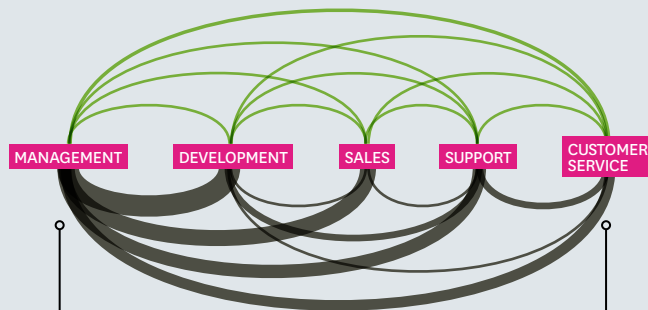 MANAGEMENT
DEVELOPMENT
SALES
SUPPORT
CUSTOMER
SERVICE